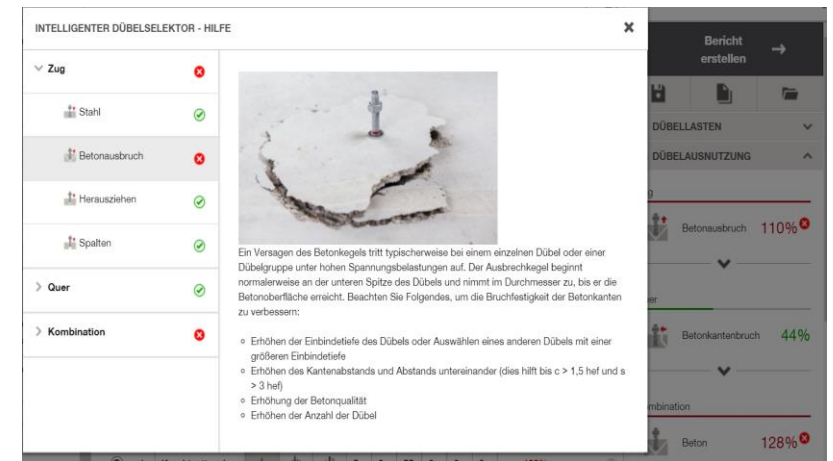 INTELLIGENTER DÜBELSELEKTOR - HILFE
Zug
Stahl
Betonausbruch
Herausziehen
Spalten
Quer
Kombination
Ein Versagen des Betonkegels tritt typischerweise bei einem einzelnen Dübel oder einer
Dübelgruppe unter hohen Spannungsbelastungen auf. Der Ausbrechkegel beginnt
normalerweise an der unteren Spitze des Dübels und nimmt im Durchmesser zu, bis er die
Betonoberfläche erreicht. Beachten Sie Folgendes, um die Bruchfestigkeit der Betonkanten
zu verbessern:
Erhöhen der Einbindetiefe des Dübels oder Auswählen eines anderen Dübels mit einer
größeren Einbindetiefe
Erhöhen des Kantenabstands und Abstands untereinander (dies hilft bis c > 1,5 hef und s
> 3 hef)
Erhöhung der Betonqualität
Erhöhen der Anzahl der Dübel
Bericht
erstellen
DÜBELLASTEN
DÜBELAUSNUTZUNG
Betonausbruch 110%
Betonkantenbruch 44%
mbination
Beton 128%